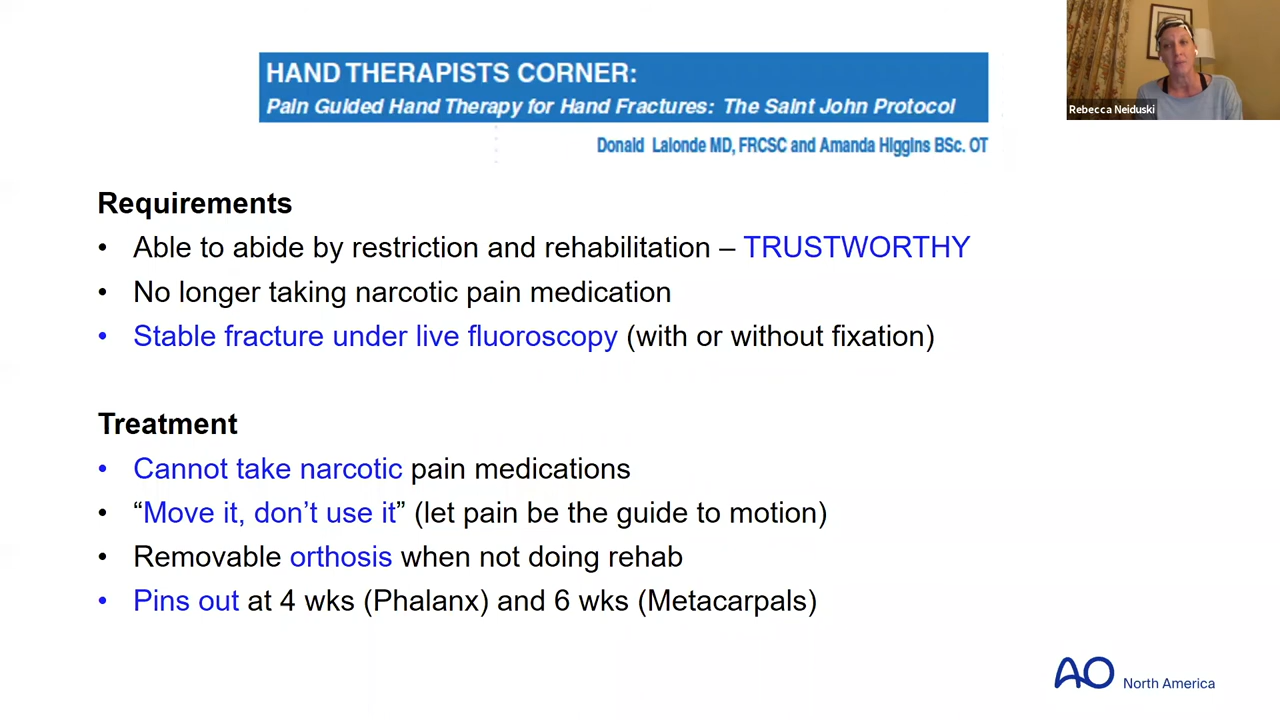 HAND THERAPISTS CORNER:
Pain Guided Hand Therapy for Hand Fractures: The Saint John Protocol
Donald Lalonde MD, FRCSC and Amanda Higgins BSc. OT
Rebecca Neiduski
Requirements
• Able to abide by restriction and rehabilitation – TRUSTWORTHY
• No longer taking narcotic pain medication
• Stable fracture under live fluoroscopy (with or without fixation)
Treatment
• Cannot take narcotic pain medications
• “Move it, don’t use it” (let pain be the guide to motion)
• Removable orthosis when not doing rehab
• Pins out at 4 wks (Phalanx) and 6 wks (Metacarpals)
AO North America